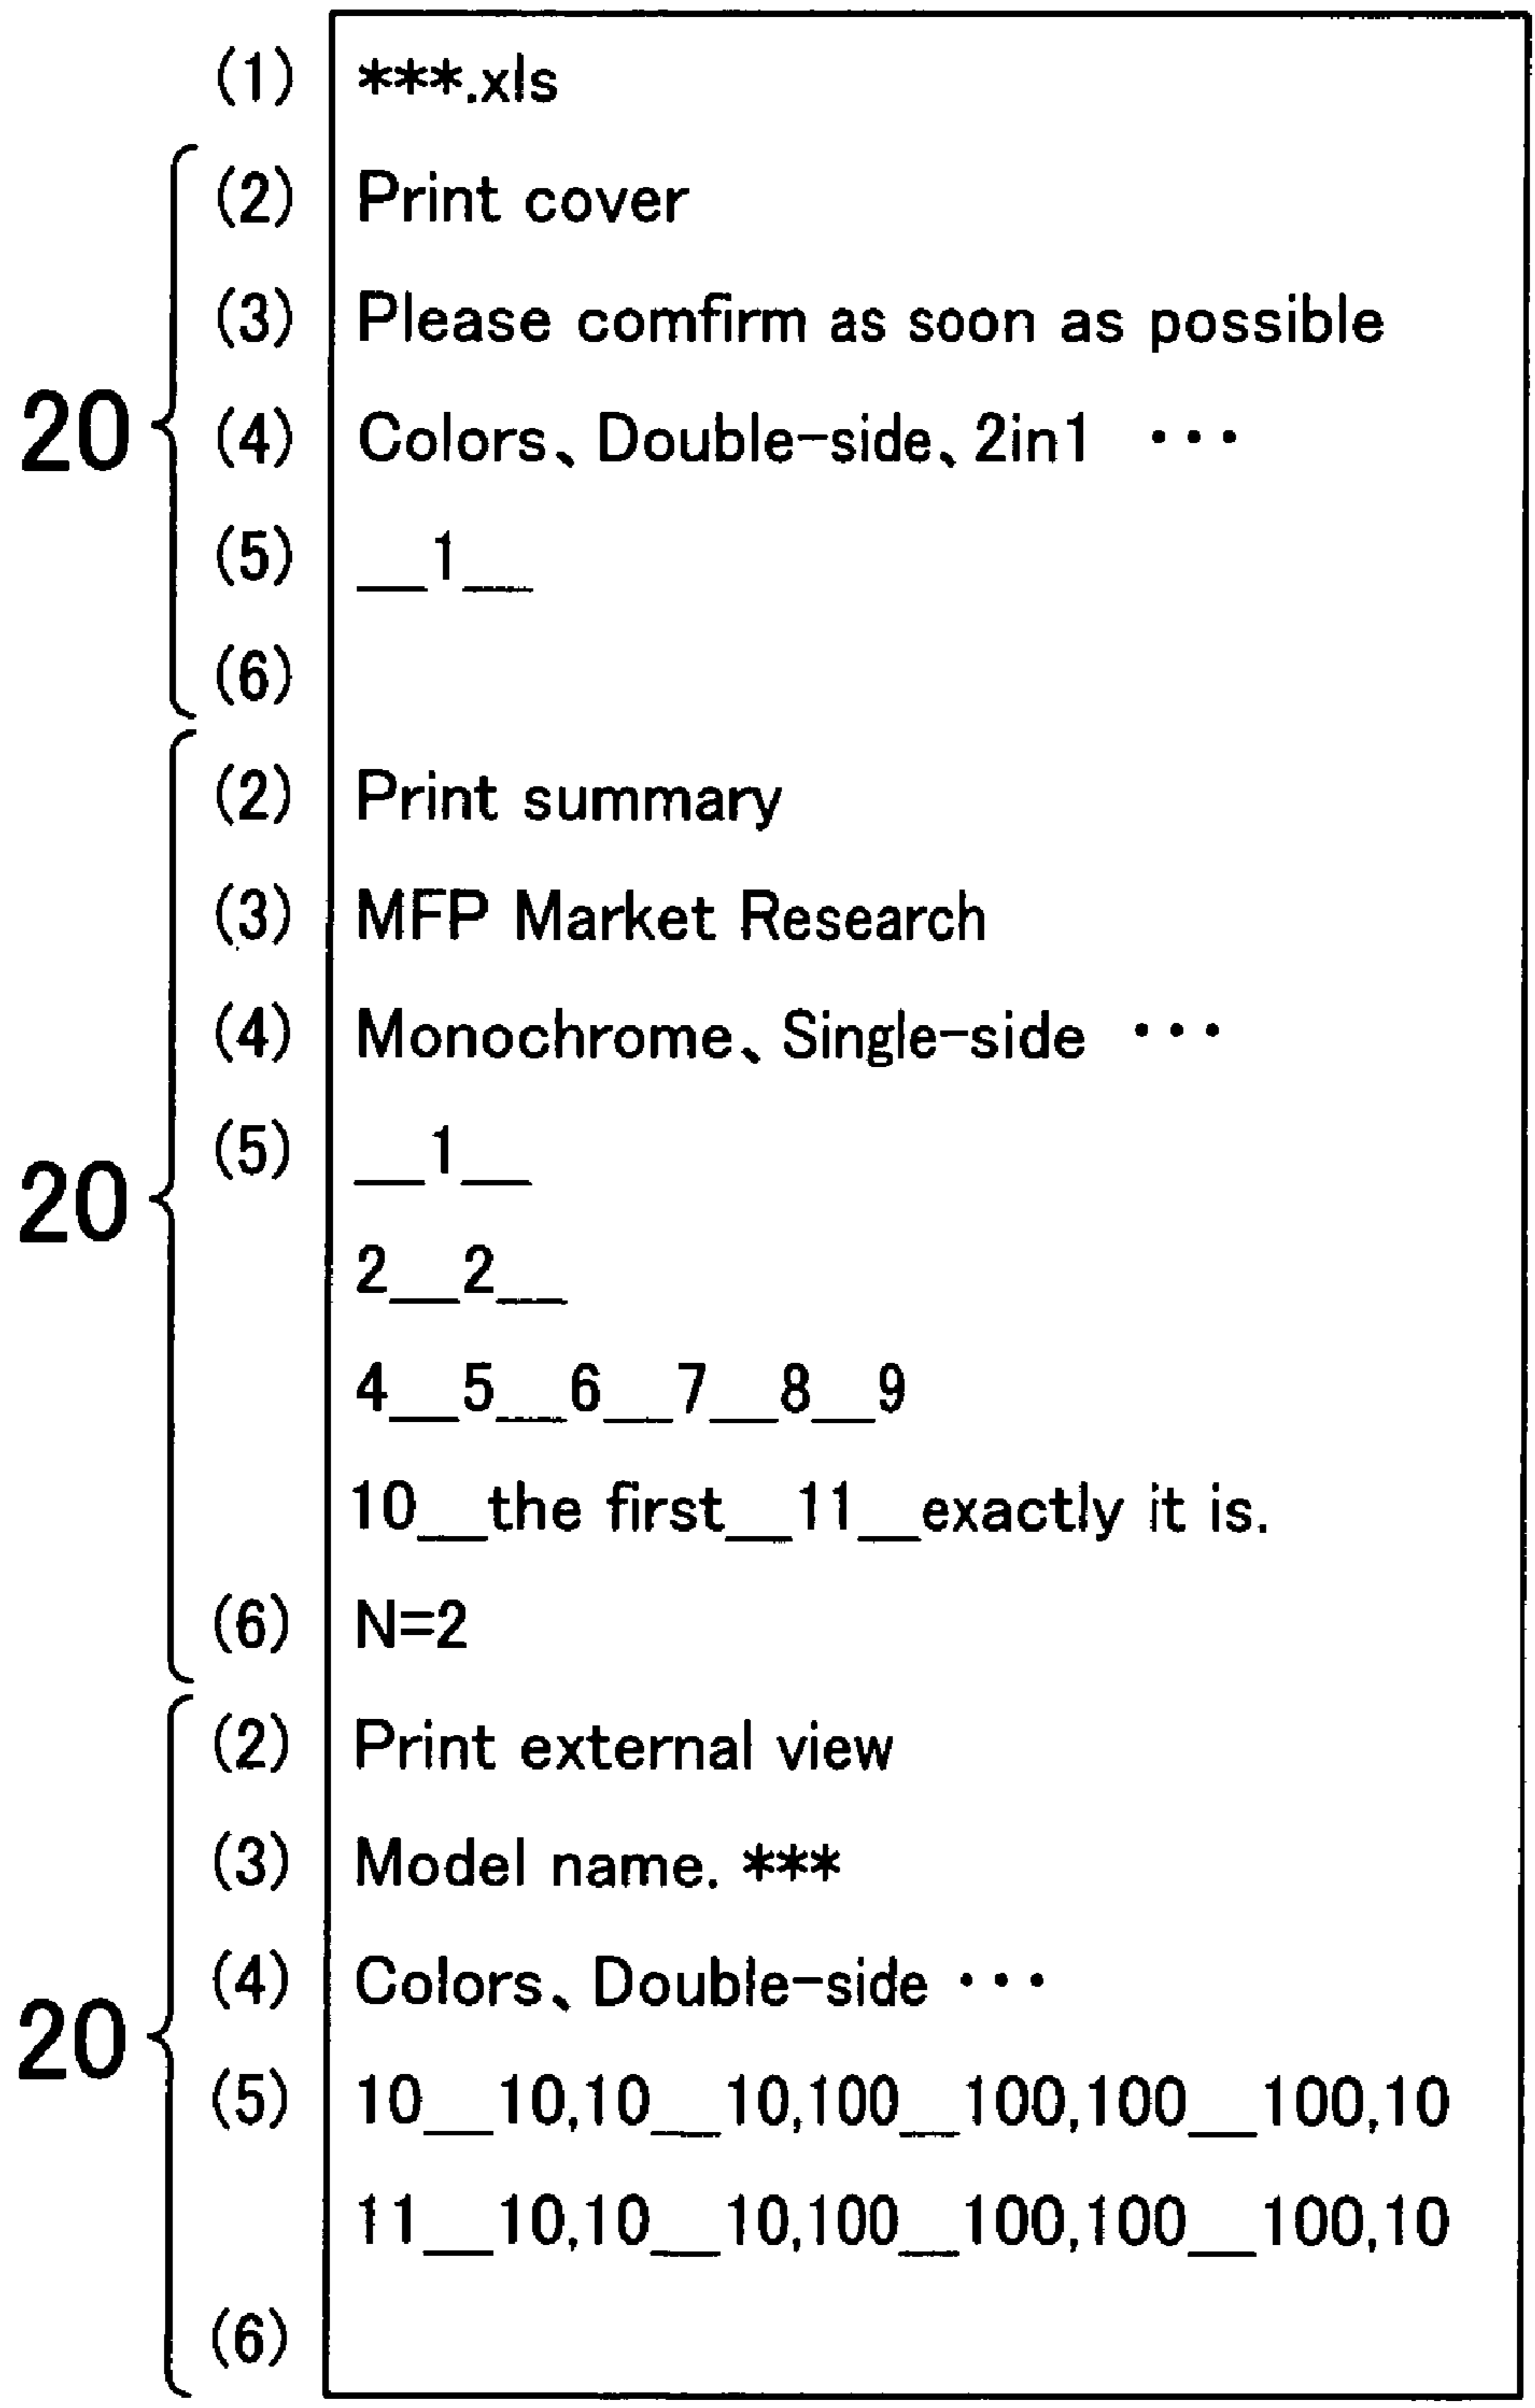 (1) ***.xls
(2) Print cover
(3) Please comfirm as soon as possible
20 (4) Colors、Double-side、2in1 ･･･
(5) __1__
(6)
(2) Print summary
(3) MFP Market Research
(4) Monochrome、Single-side ･･･
(5) __1__
20
2__2__
4__5__6__7__8__9
10__the first__11__exactly it is.
(6) N=2
(2) Print external view
(3) Model name. ***
(4) Colors、Double-side ･･･
20
(5) 10__10,10__10,100__100,100__100,10
11__10,10__10,100__100,100__100,10
(6)